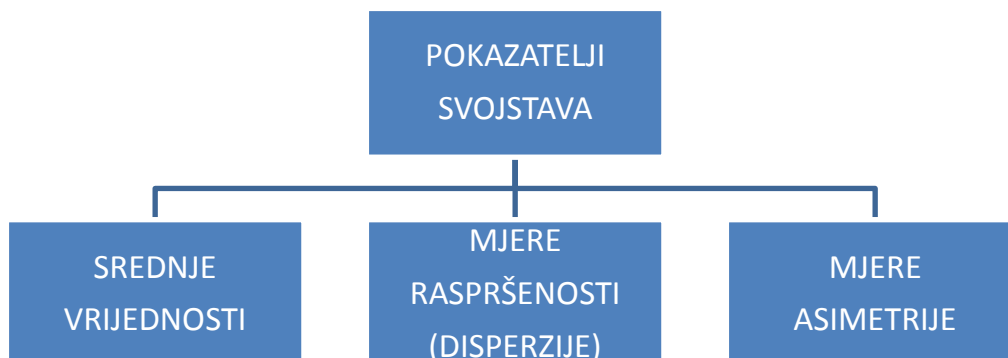 POKAZATELJI
SVOJSTAVA
SREDNJE
VRIJEDNOSTI
MJERE
RASPRŠENOSTI
(DISPERZIJE)
MJERE
ASIMETRIJE